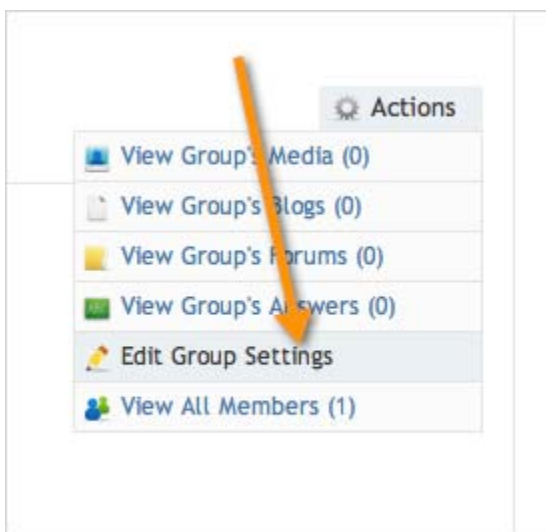 Actions
View Group's Media (0)
View Group's Blogs (0)
View Group's Forums (0)
View Group's Answers (0)
Edit Group Settings
View All Members (1)